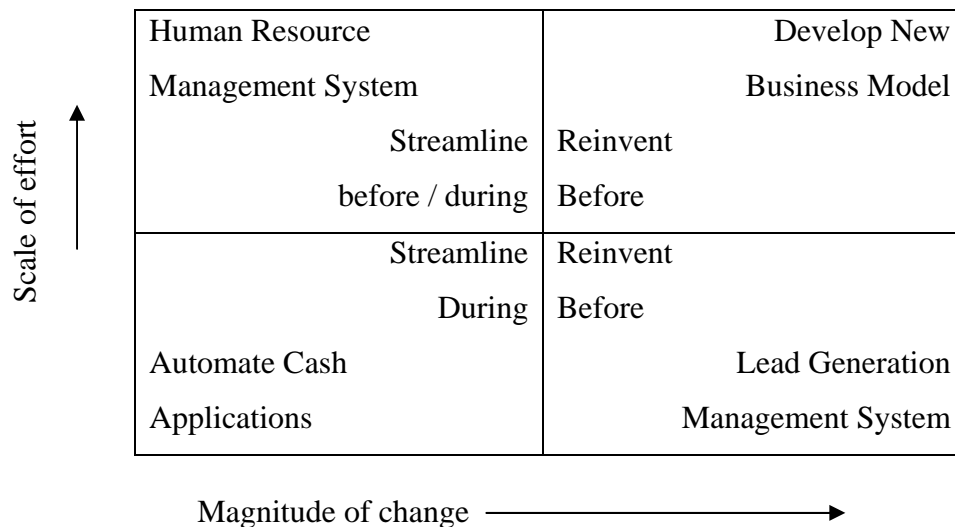 Human Resource
Management System
Streamline
before / during
Develop New
Business Model
Reinvent
Before
Streamline
During
Automate Cash
Applications
Reinvent
Before
Lead Generation
Management System
Scale of effort
Magnitude of change